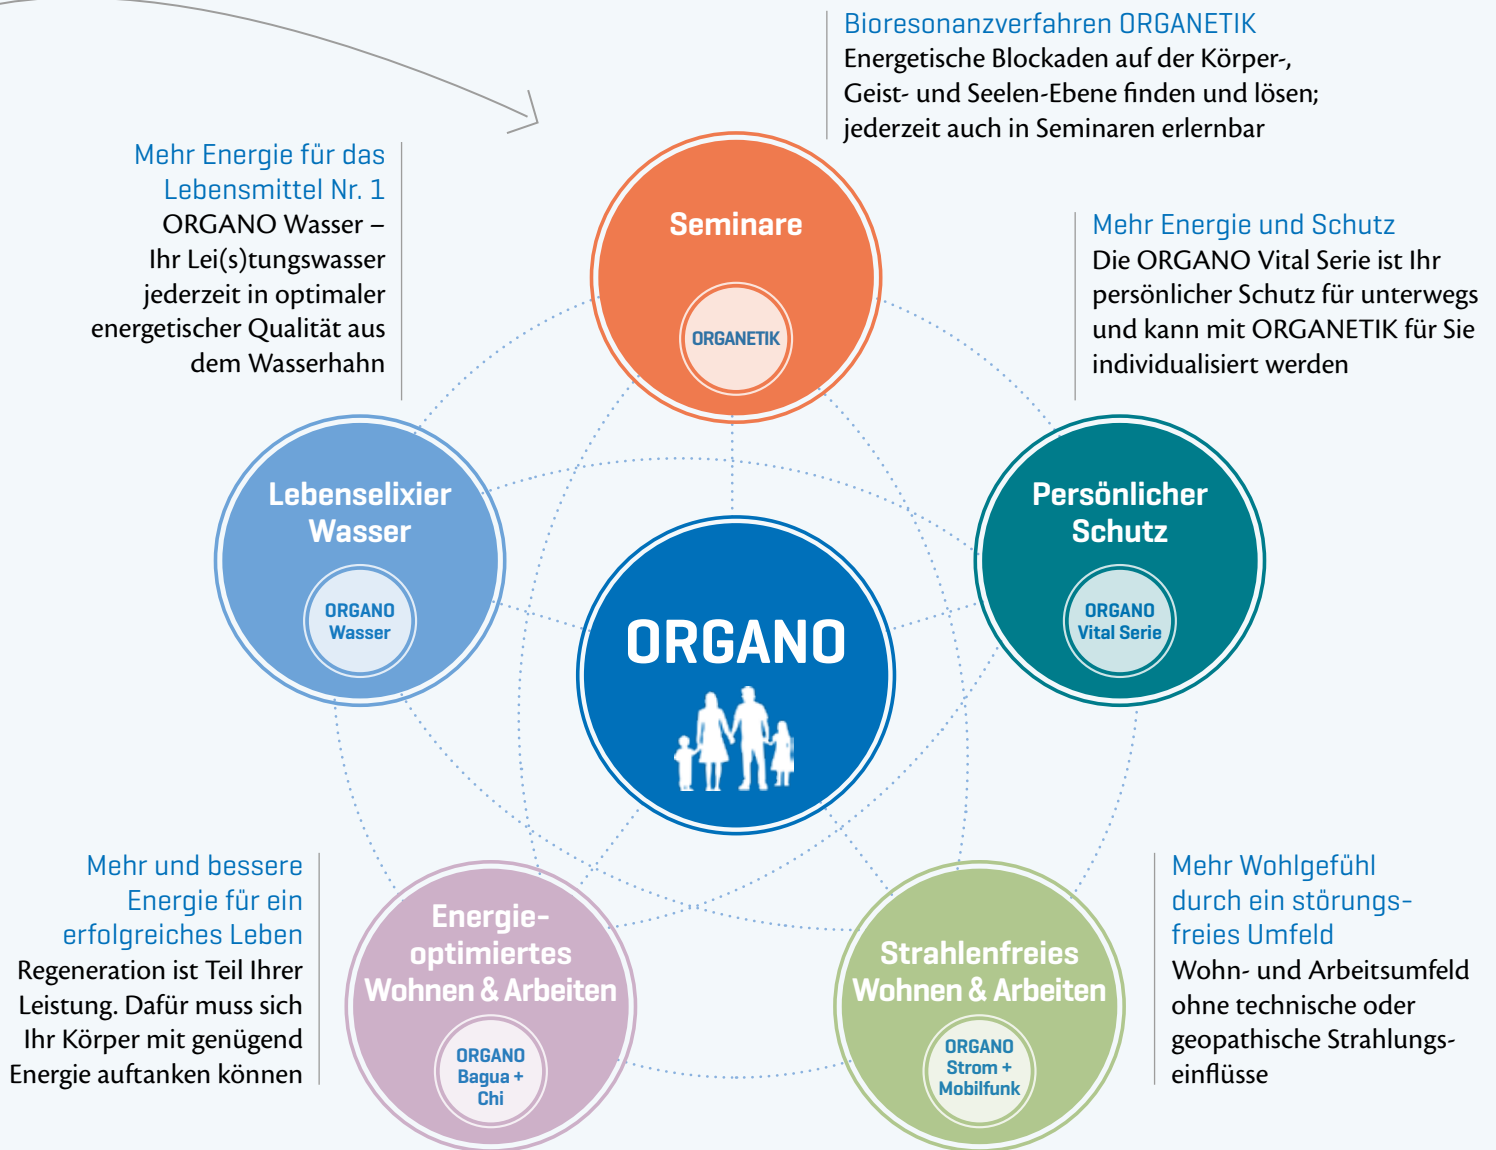 Bioresonanzverfahren ORGANETIK
Energetische Blockaden auf der Körper-,
Geist- und Seelen-Ebene finden und lösen;
jederzeit auch in Seminaren erlernbar
Mehr Energie für das
Lebensmittel Nr. 1
ORGANO Wasser –
Ihr Lei(s)tungswasser
jederzeit in optimaler
energetischer Qualität aus
dem Wasserhahn
Seminare
ORGANETIK
Mehr Energie und Schutz
Die ORGANO Vital Serie ist Ihr
persönlicher Schutz für unterwegs
und kann mit ORGANETIK für Sie
individualisiert werden
Lebenselixier
Wasser
ORGANO
Wasser
Persönlicher
Schutz
ORGANO
Vital Serie
ORGANO
Mehr und bessere
Energie für ein
erfolgreiches Leben
Regeneration ist Teil Ihrer
Leistung. Dafür muss sich
Ihr Körper mit genügend
Energie auftanken können
Energie-
optimiertes
Wohnen & Arbeiten
ORGANO
Bagua +
Chi
Strahlenfreies
Wohnen & Arbeiten
ORGANO
Strom +
Mobilfunk
Mehr Wohlgefühl
durch ein störungs-
freies Umfeld
Wohn- und Arbeitsumfeld
ohne technische oder
geopathische Strahlungs-
einflüsse